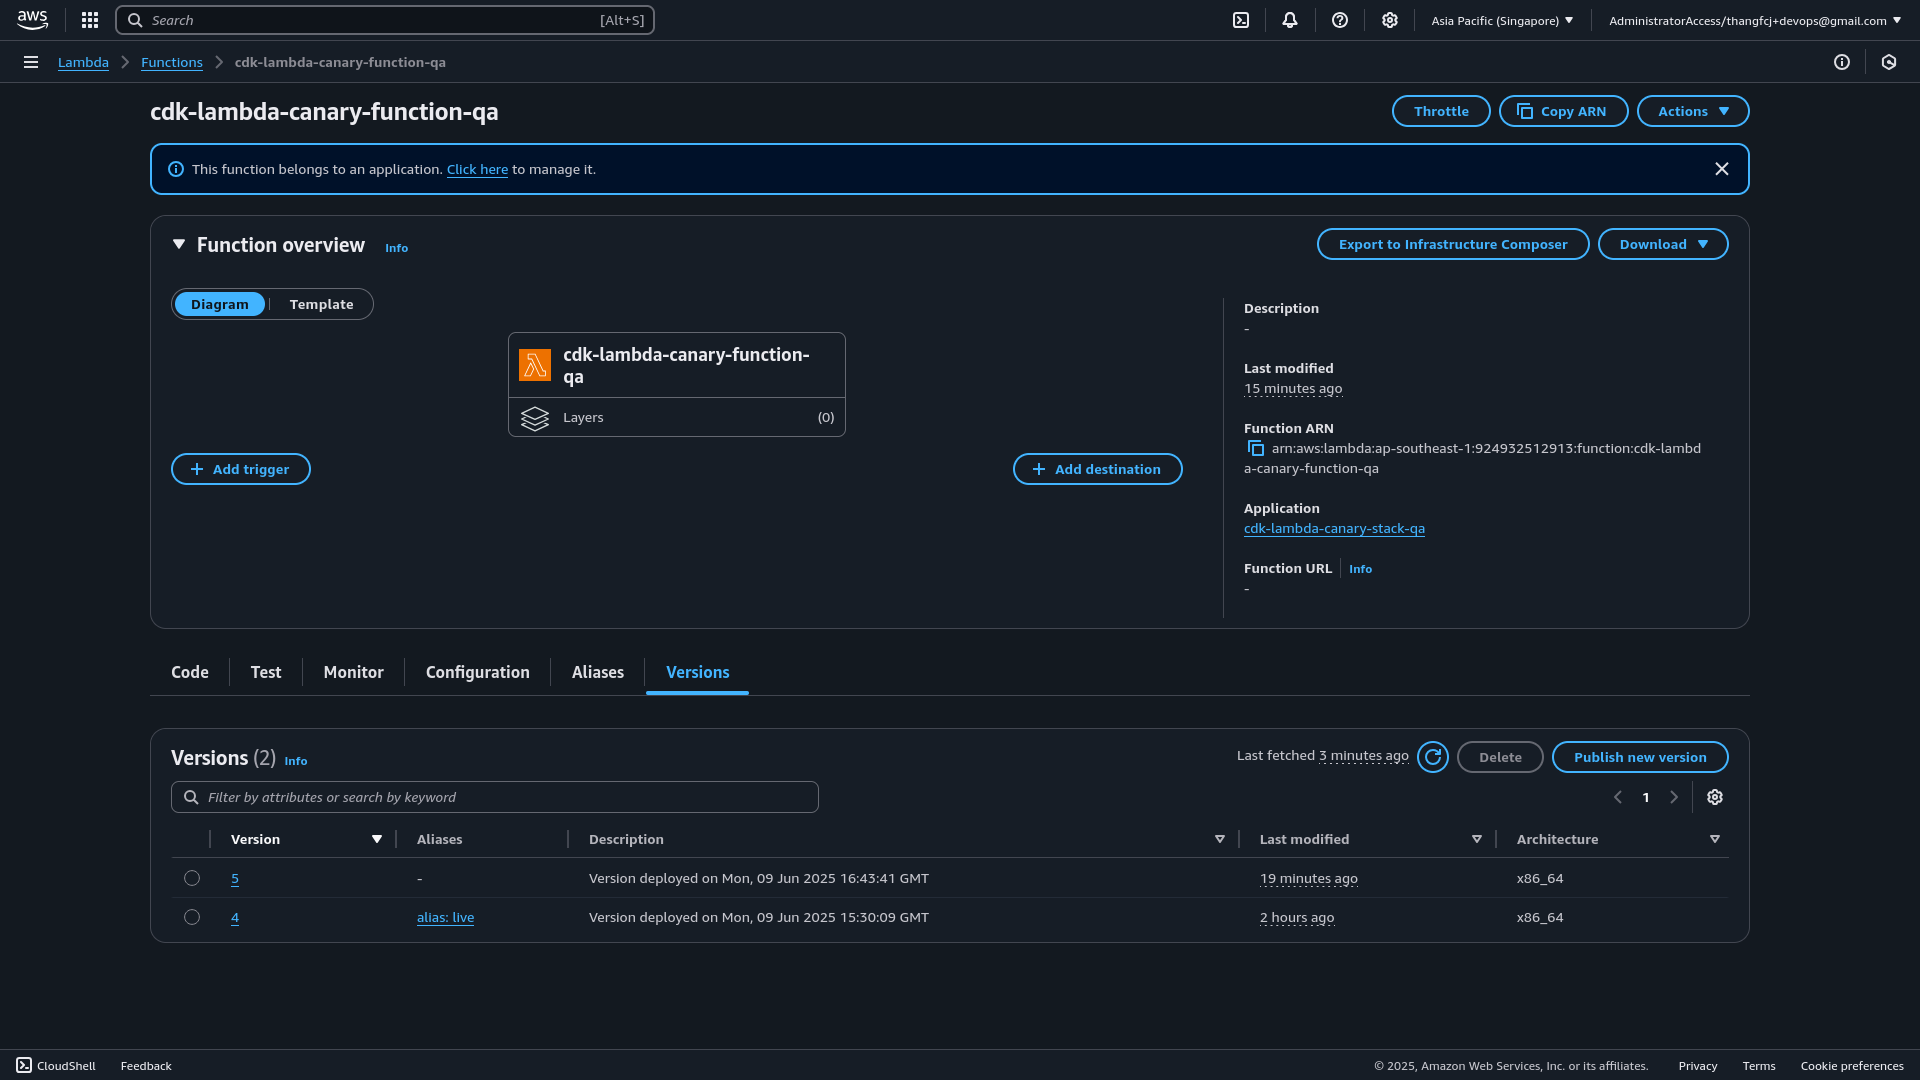 aws
Search [Alt+S]
Asia Pacific (Singapore)
AdministratorAccess/thangfcj+devops@gmail.com
Lambda
Functions
cdk-lambda-canary-function-qa
cdk-lambda-canary-function-qa
Throttle
Copy ARN
Actions
This function belongs to an application. Click here to manage it.
Function overview
Info
Export to Infrastructure Composer
Download
Diagram
Template
cdk-lambda-canary-function-
qa
Layers (0)
Add trigger
Add destination
Description
-
Last modified
15 minutes ago
Function ARN
arn:aws:lambda:ap-southeast-1:924932512913:function:cdk-lambd
a-canary-function-qa
Application
cdk-lambda-canary-stack-qa
Function URL
Info
-
Code
Test
Monitor
Configuration
Aliases
Versions
Versions (2)
Info
Last fetched 3 minutes ago
Delete
Publish new version
Filter by attributes or search by keyword
1
Version
Aliases
Description
Last modified
Architecture
5 - Version deployed on Mon, 09 Jun 2025 16:43:41 GMT 19 minutes ago x86_64
4 alias: live Version deployed on Mon, 09 Jun 2025 15:30:09 GMT 2 hours ago x86_64
CloudShell
Feedback
© 2025, Amazon Web Services, Inc. or its affiliates.
Privacy
Terms
Cookie preferences